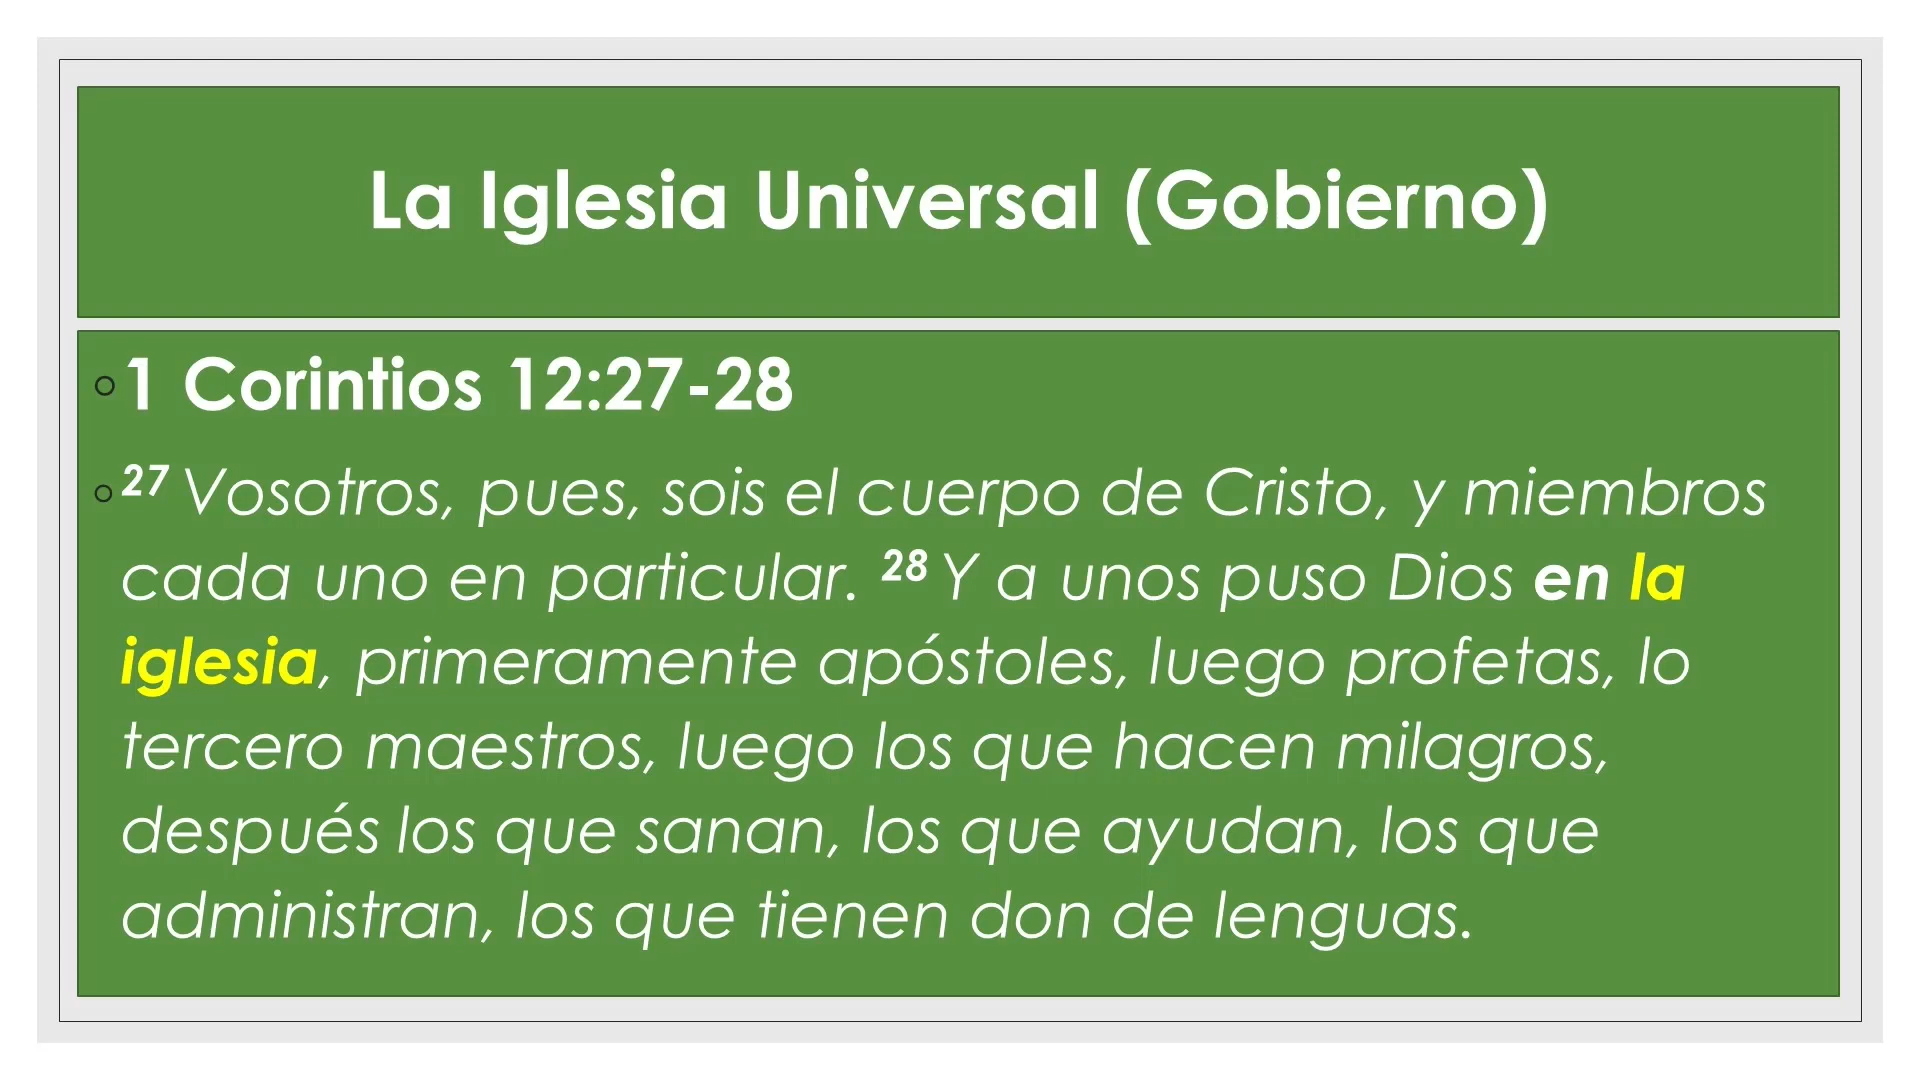 La Iglesia Universal (Gobierno)
1 Corintios 12:27-28
27 Vosotros, pues, sois el cuerpo de Cristo, y miembros
cada uno en particular. 28 Y a unos puso Dios en la
iglesia, primeramente apóstoles, luego profetas, lo
tercero maestros, luego los que hacen milagros,
después los que sanan, los que ayudan, los que
administran, los que tienen don de lenguas.